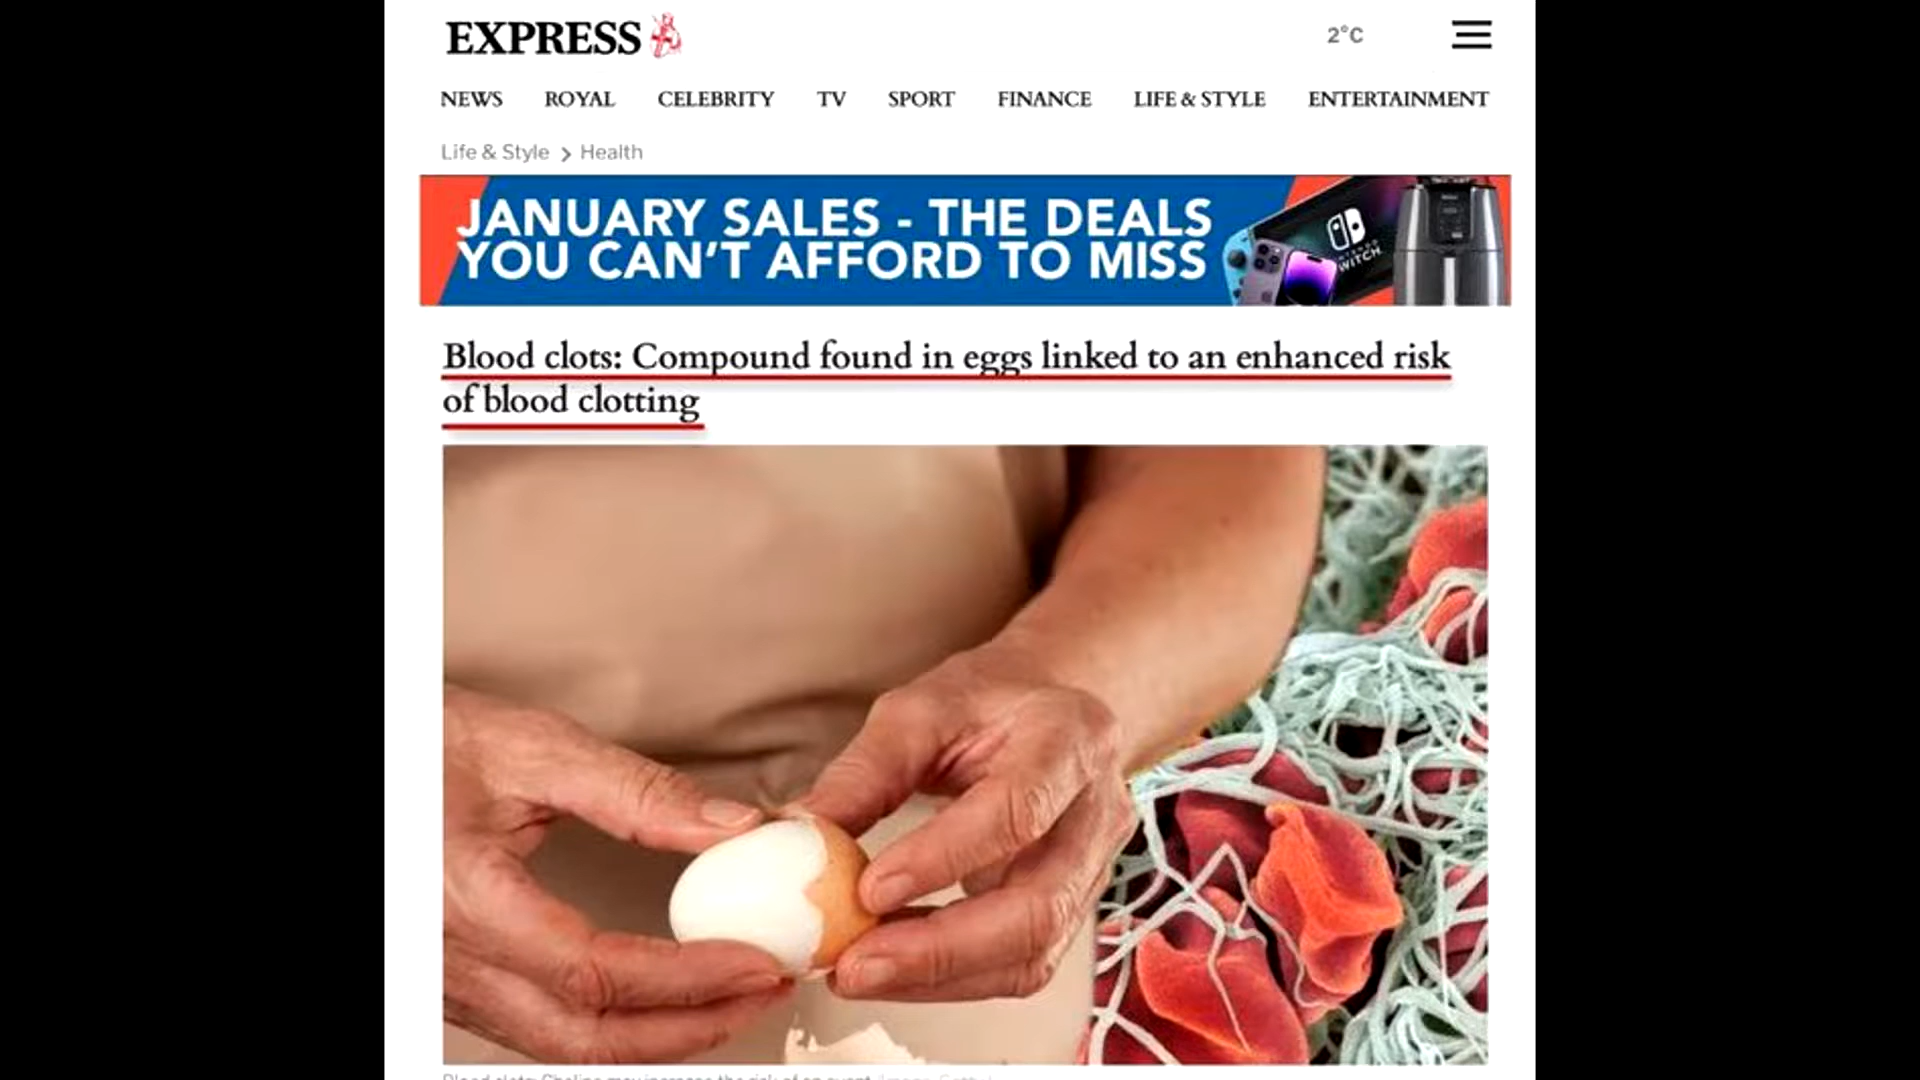 EXPRESS
2°C
NEWS ROYAL CELEBRITY TV SPORT FINANCE LIFE & STYLE ENTERTAINMENT
Life & Style > Health
JANUARY SALES - THE DEALS
YOU CAN'T AFFORD TO MISS
Blood clots: Compound found in eggs linked to an enhanced risk
of blood clotting